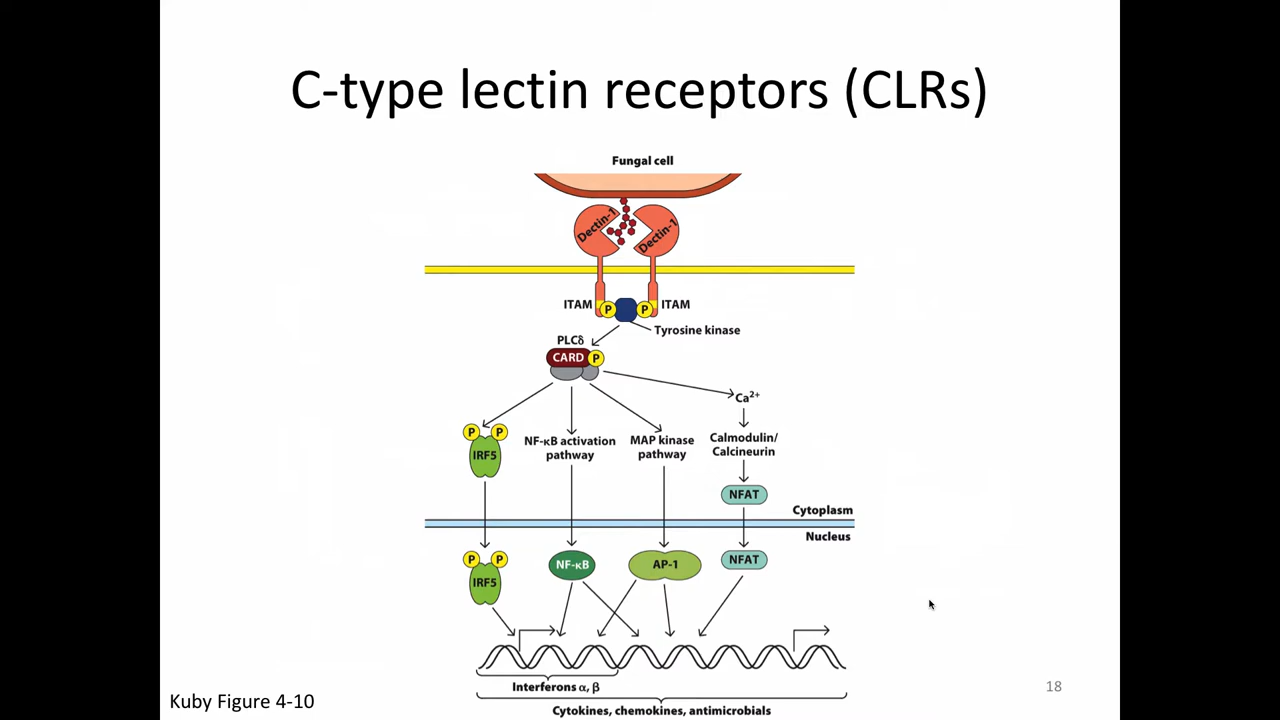 C-type lectin receptors (CLRs)
Fungal cell
Dectin-1
Dectin-1
ITAM
P
P
ITAM
Tyrosine kinase
PLCδ
CARD
P
Ca²⁺
P
P
IRF5
NF-κB activation
pathway
MAP kinase
pathway
Calmodulin/
Calcineurin
NFAT
Cytoplasm
Nucleus
P
P
IRF5
NF-κB
AP-1
NFAT
Interferons α, β
Cytokines, chemokines, antimicrobials
Kuby Figure 4-10
18